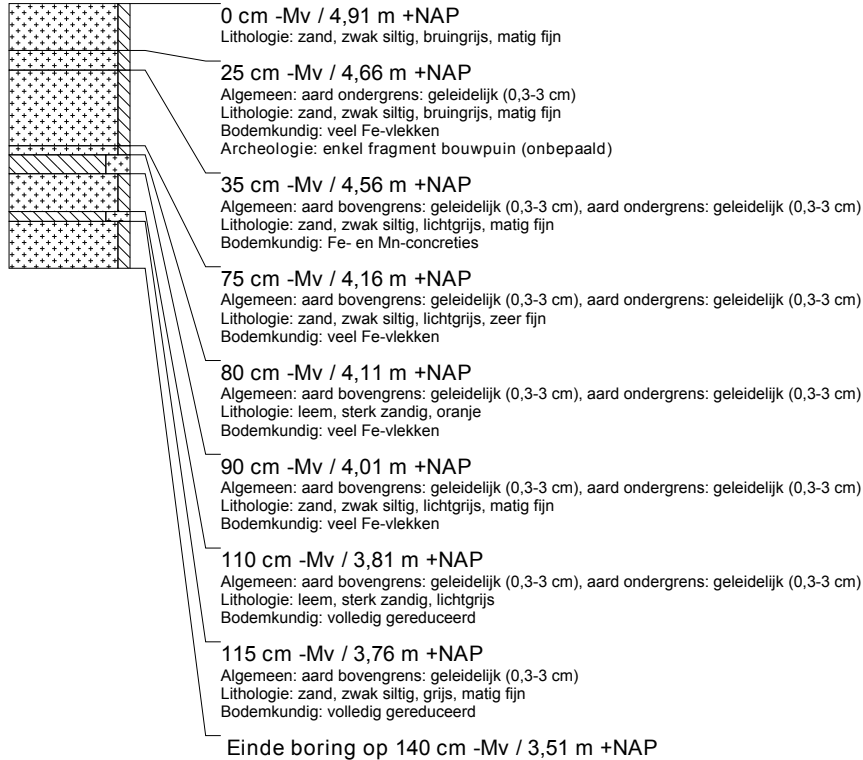 0 cm -Mv / 4,91 m +NAP
Lithologie: zand, zwak siltig, bruingrijs, matig fijn
25 cm -Mv / 4,66 m +NAP
Algemeen: aard ondergrens: geleidelijk (0,3-3 cm)
Lithologie: zand, zwak siltig, bruingrijs, matig fijn
Bodemkundig: veel Fe-vlekken
Archeologie: enkel fragment bouwpuin (onbepaald)
35 cm -Mv / 4,56 m +NAP
Algemeen: aard bovengrens: geleidelijk (0,3-3 cm), aard ondergrens: geleidelijk (0,3-3 cm)
Lithologie: zand, zwak siltig, lichtgrijs, matig fijn
Bodemkundig: Fe- en Mn-concreties
75 cm -Mv / 4,16 m +NAP
Algemeen: aard bovengrens: geleidelijk (0,3-3 cm), aard ondergrens: geleidelijk (0,3-3 cm)
Lithologie: zand, zwak siltig, lichtgrijs, zeer fijn
Bodemkundig: veel Fe-vlekken
80 cm -Mv / 4,11 m +NAP
Algemeen: aard bovengrens: geleidelijk (0,3-3 cm), aard ondergrens: geleidelijk (0,3-3 cm)
Lithologie: leem, sterk zandig, oranje
Bodemkundig: veel Fe-vlekken
90 cm -Mv / 4,01 m +NAP
Algemeen: aard bovengrens: geleidelijk (0,3-3 cm), aard ondergrens: geleidelijk (0,3-3 cm)
Lithologie: zand, zwak siltig, lichtgrijs, matig fijn
Bodemkundig: veel Fe-vlekken
110 cm -Mv / 3,81 m +NAP
Algemeen: aard bovengrens: geleidelijk (0,3-3 cm), aard ondergrens: geleidelijk (0,3-3 cm)
Lithologie: leem, sterk zandig, lichtgrijs
Bodemkundig: volledig gereduceerd
115 cm -Mv / 3,76 m +NAP
Algemeen: aard bovengrens: geleidelijk (0,3-3 cm)
Lithologie: zand, zwak siltig, grijs, matig fijn
Bodemkundig: volledig gereduceerd
Einde boring op 140 cm -Mv / 3,51 m +NAP